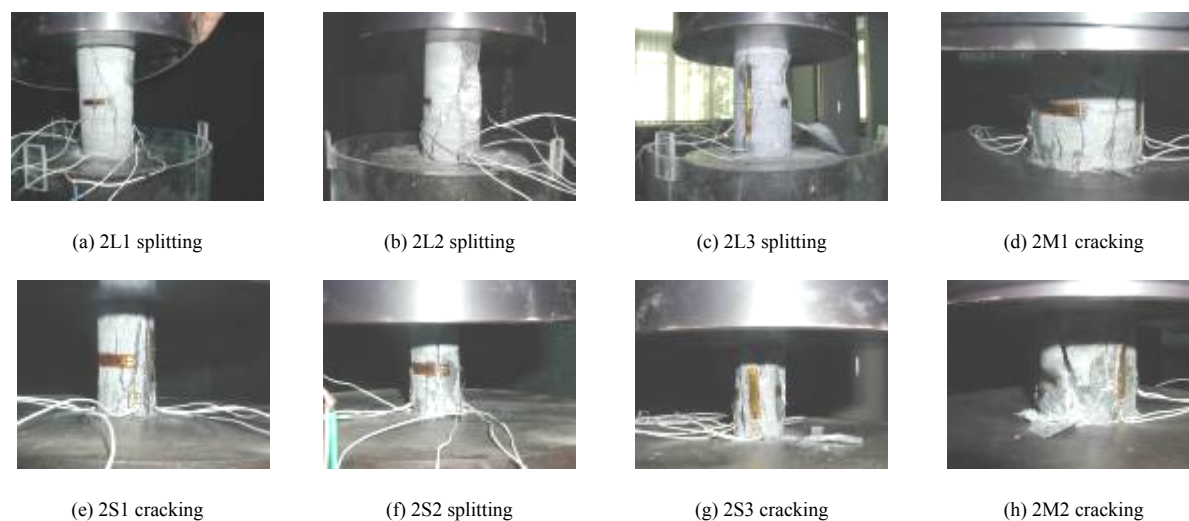 (a) 2L1 splitting
(b) 2L2 splitting
(c) 2L3 splitting
(d) 2M1 cracking
(e) 2S1 cracking
(f) 2S2 splitting
(g) 2S3 cracking
(h) 2M2 cracking